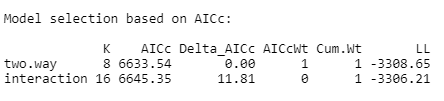 Model selection based on AICc:
K AICc Delta_AICc AICcWt Cum.Wt LL
two.way 8 6633.54 0.00 1 1 -3308.65
interaction 16 6645.35 11.81 0 1 -3306.21